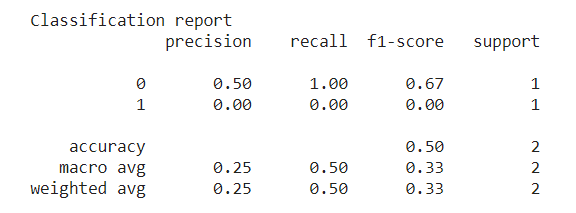 Classification report
precision recall f1-score support
0 0.50 1.00 0.67 1
1 0.00 0.00 0.00 1
accuracy 0.50 2
macro avg 0.25 0.50 0.33 2
weighted avg 0.25 0.50 0.33 2